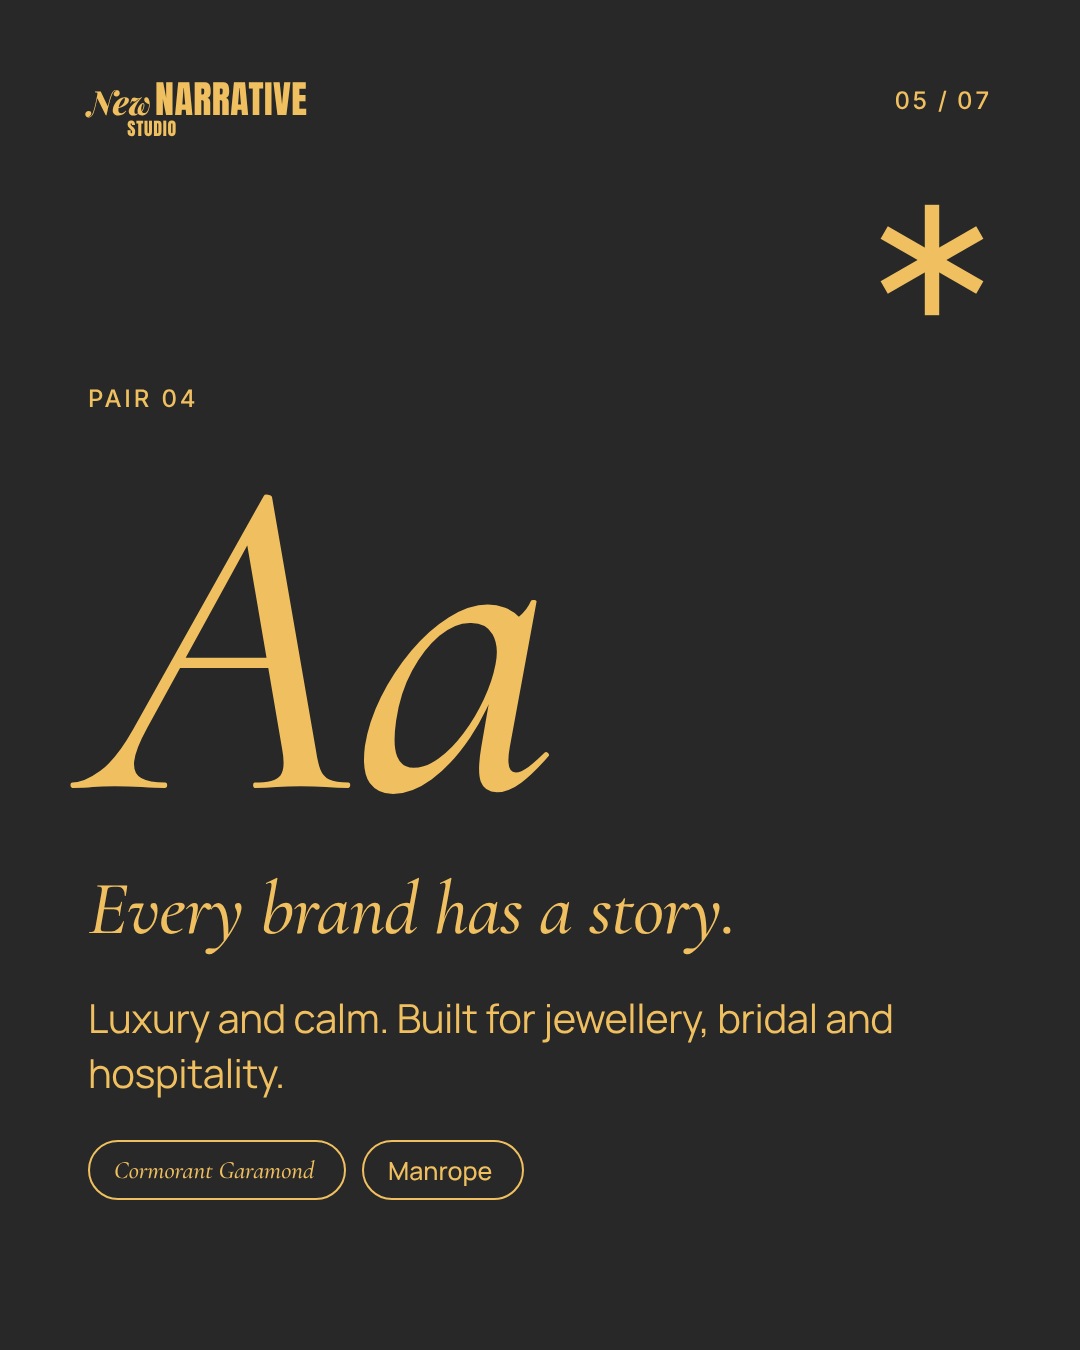 New NARRATIVE
STUDIO
05 / 07
*
PAIR 04
Aa
Every brand has a story.
Luxury and calm. Built for jewellery, bridal and
hospitality.
Cormorant Garamond
Manrope